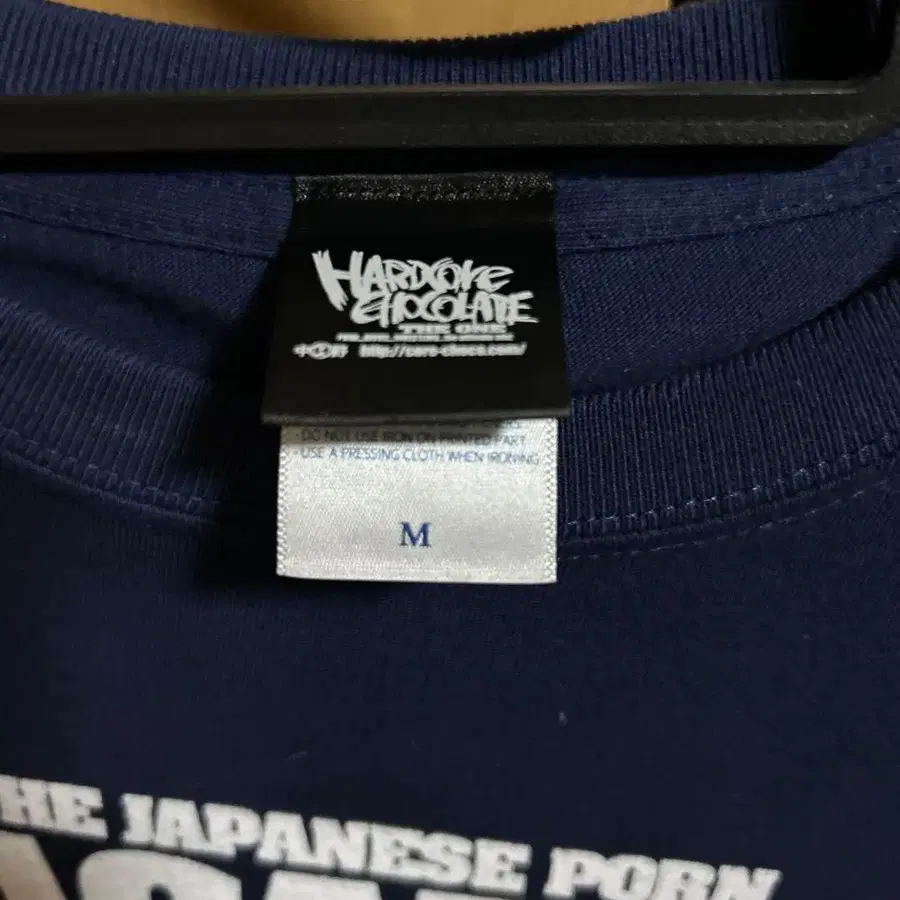 HARDCORE
CHOCOLATE
THE ONE
http://core-choco.com/
DO NOT USE IRON ON PRINTED PART
USE A PRESSING CLOTH WHEN IRONING
M
HE JAPANESE PORN